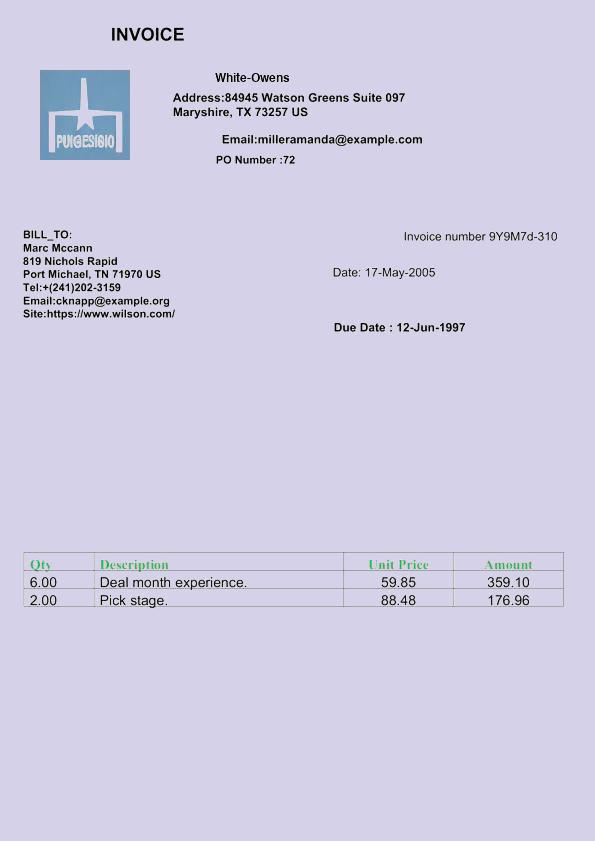 INVOICE
White-Owens
Address:84945 Watson Greens Suite 097
Maryshire, TX 73257 US
Email:milleramanda@example.com
PO Number :72
PUIGESIGIO
BILL_TO:
Marc Mccann
819 Nichols Rapid
Port Michael, TN 71970 US
Tel:+(241)202-3159
Email:cknapp@example.org
Site:https://www.wilson.com/
Invoice number 9Y9M7d-310
Date: 17-May-2005
Due Date : 12-Jun-1997
Qty Description Unit Price Amount
6.00 Deal month experience. 59.85 359.10
2.00 Pick stage. 88.48 176.96